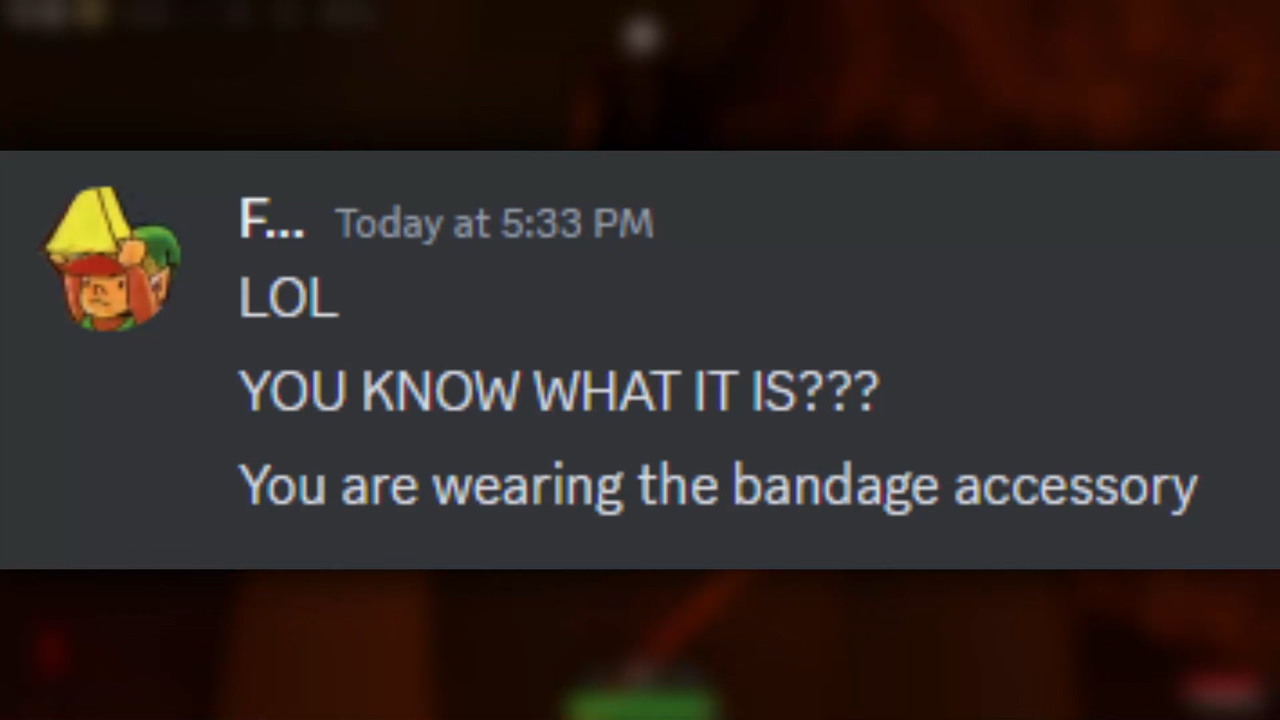 F... Today at 5:33 PM
LOL
YOU KNOW WHAT IT IS???
You are wearing the bandage accessory